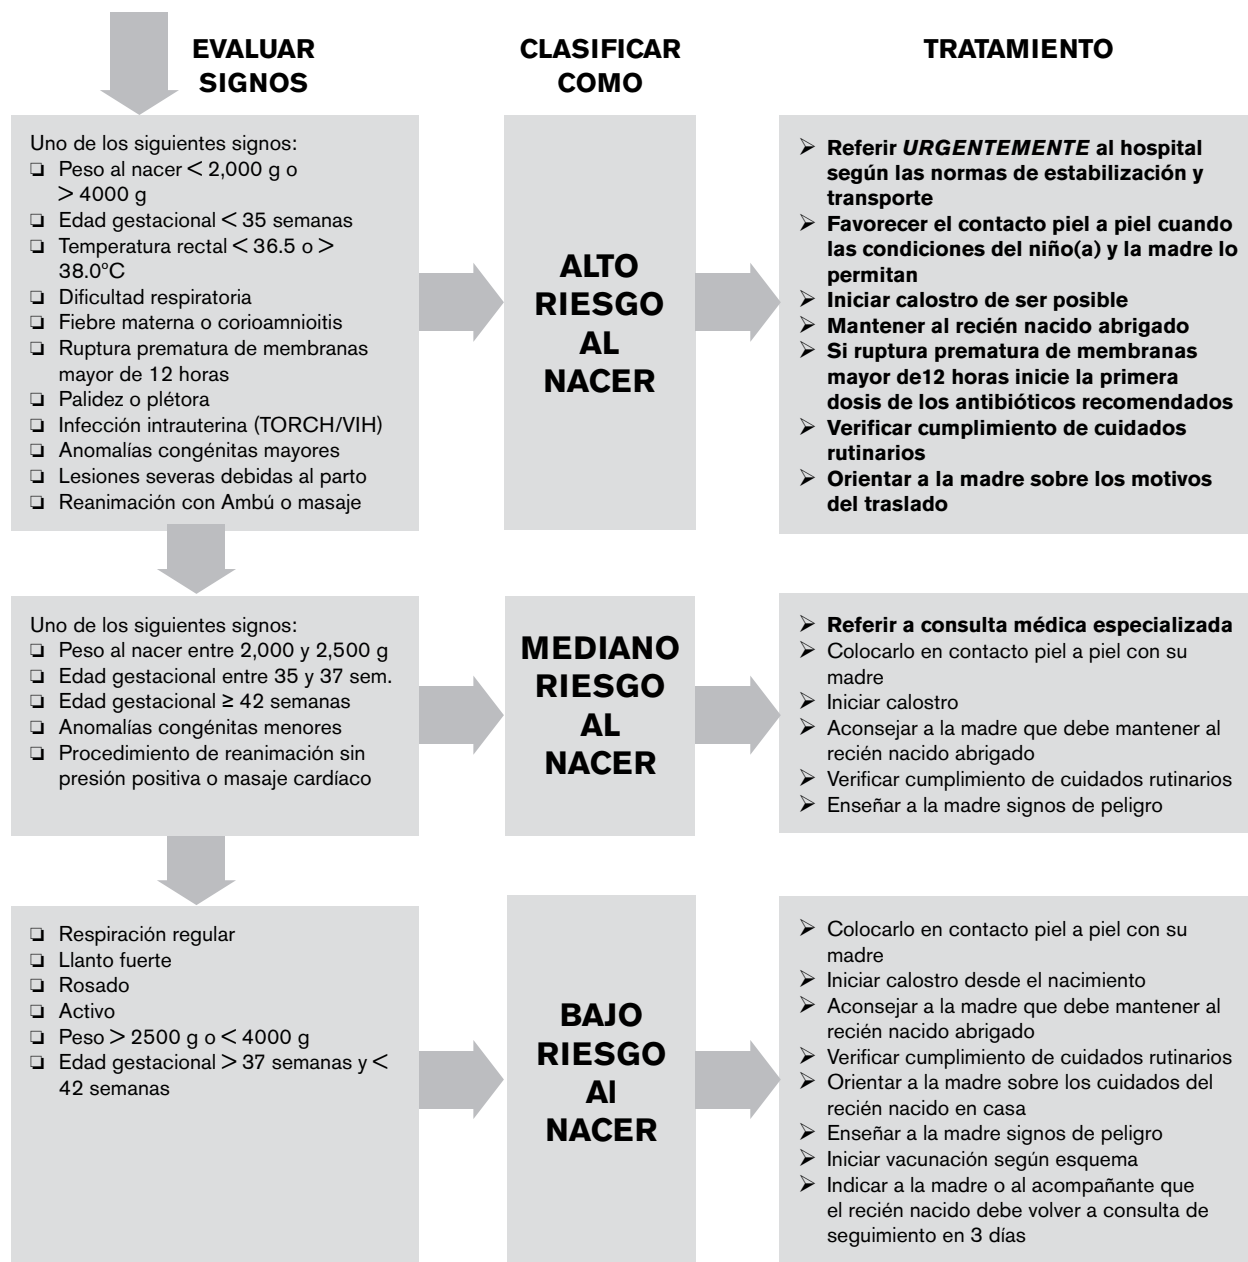 EVALUAR
SIGNOS
CLASIFICAR
COMO
TRATAMIENTO
Uno de los siguientes signos:
❏ Peso al nacer < 2,000 g o
> 4000 g
❏ Edad gestacional < 35 semanas
❏ Temperatura rectal < 36.5 o >
38.0ºC
❏ Dificultad respiratoria
❏ Fiebre materna o corioamnioitis
❏ Ruptura prematura de membranas
mayor de 12 horas
❏ Palidez o plétora
❏ Infección intrauterina (TORCH/VIH)
❏ Anomalías congénitas mayores
❏ Lesiones severas debidas al parto
❏ Reanimación con Ambú o masaje
ALTO
RIESGO
AL
NACER
➢ Referir URGENTEMENTE al hospital
según las normas de estabilización y
transporte
➢ Favorecer el contacto piel a piel cuando
las condiciones del niño(a) y la madre lo
permitan
➢ Iniciar calostro de ser posible
➢ Mantener al recién nacido abrigado
➢ Si ruptura prematura de membranas
mayor de12 horas inicie la primera
dosis de los antibióticos recomendados
➢ Verificar cumplimiento de cuidados
rutinarios
➢ Orientar a la madre sobre los motivos
del traslado
Uno de los siguientes signos:
❏ Peso al nacer entre 2,000 y 2,500 g
❏ Edad gestacional entre 35 y 37 sem.
❏ Edad gestacional ≥ 42 semanas
❏ Anomalías congénitas menores
❏ Procedimiento de reanimación sin
presión positiva o masaje cardíaco
MEDIANO
RIESGO
AL
NACER
➢ Referir a consulta médica especializada
➢ Colocarlo en contacto piel a piel con su
madre
➢ Iniciar calostro
➢ Aconsejar a la madre que debe mantener al
recién nacido abrigado
➢ Verificar cumplimiento de cuidados rutinarios
➢ Enseñar a la madre signos de peligro
❏ Respiración regular
❏ Llanto fuerte
❏ Rosado
❏ Activo
❏ Peso > 2500 g o < 4000 g
❏ Edad gestacional > 37 semanas y <
42 semanas
BAJO
RIESGO
Al
NACER
➢ Colocarlo en contacto piel a piel con su
madre
➢ Iniciar calostro desde el nacimiento
➢ Aconsejar a la madre que debe mantener al
recién nacido abrigado
➢ Verificar cumplimiento de cuidados rutinarios
➢ Orientar a la madre sobre los cuidados del
recién nacido en casa
➢ Enseñar a la madre signos de peligro
➢ Iniciar vacunación según esquema
➢ Indicar a la madre o al acompañante que
el recién nacido debe volver a consulta de
seguimiento en 3 días